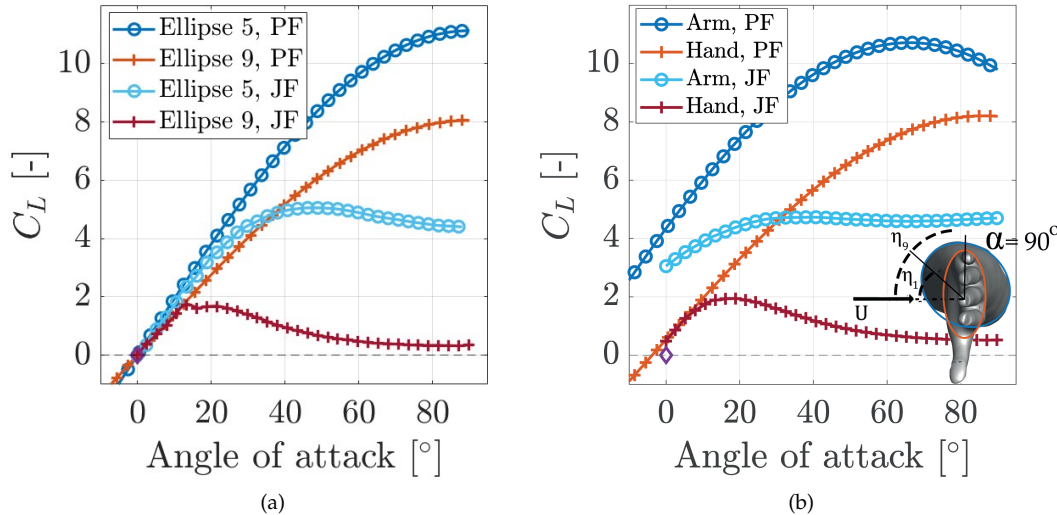 Ellipse 5, PF
Ellipse 9, PF
Ellipse 5, JF
Ellipse 9, JF
10
8
6
4
2
0
C_L [-]
0 20 40 60 80
Angle of attack [°]
(a)
Arm, PF
Hand, PF
Arm, JF
Hand, JF
10
8
6
4
2
0
C_L [-]
η₉
η₁
α=90°
U
0 20 40 60 80
Angle of attack [°]
(b)